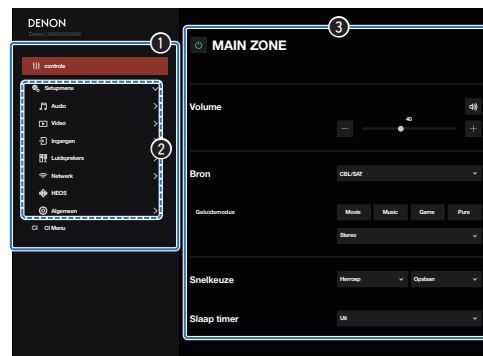 DENON
Denon XXXXXXXXXX
1
controle
Setupmenu
Audio
Video
Ingangen
Luidsprekers
Netwerk
HEOS
Algemeen
CI CI Menu
2
3
MAIN ZONE
Volume
40
Bron
CBL/SAT
Geluidsmodus
Movie Music Game Pure
Stereo
Snelkeuze
Herroep Opslaan
Slaap timer
Uit